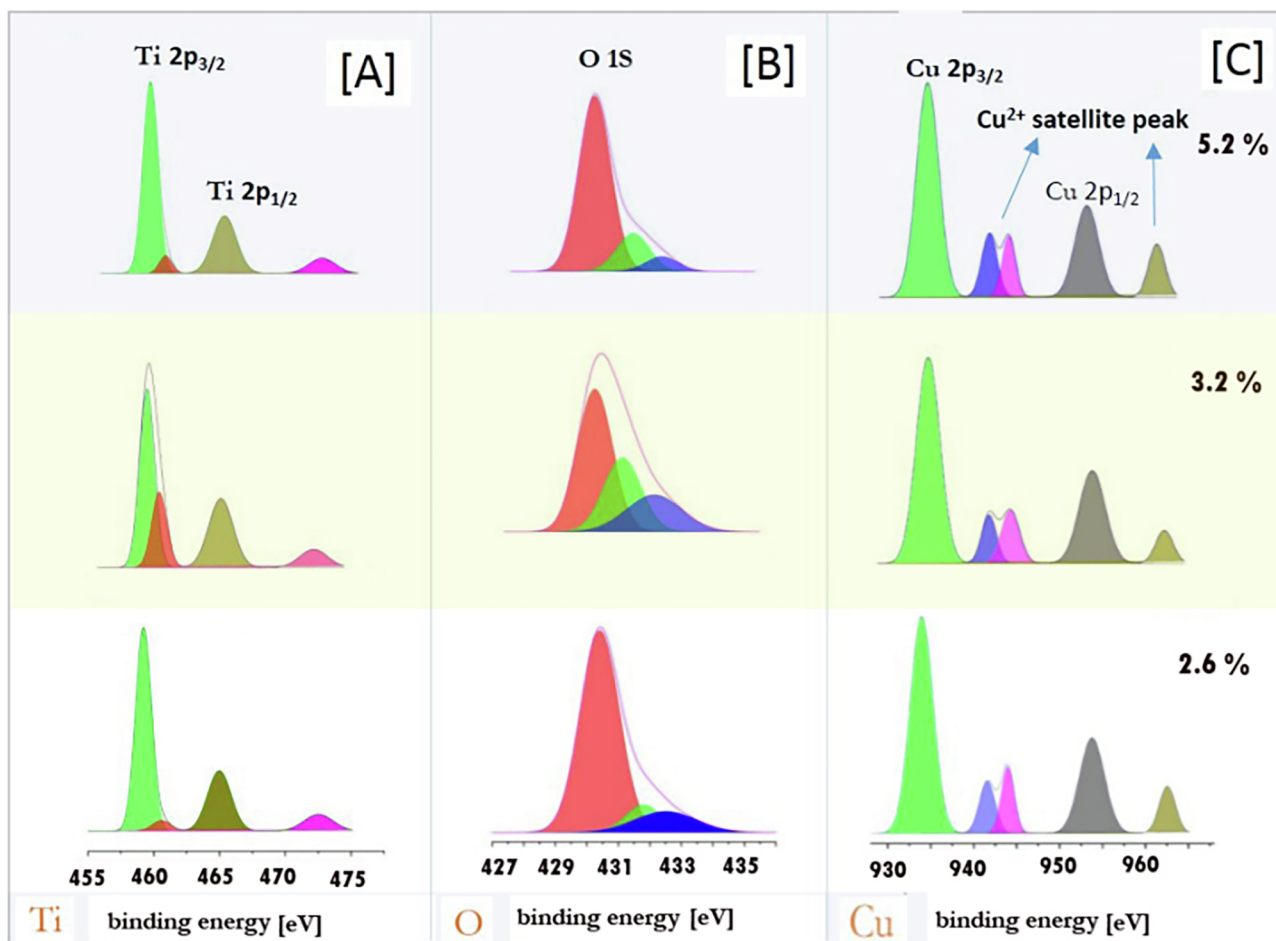 Ti 2p3/2
[A]
Ti 2p1/2
O 1S
[B]
Cu 2p3/2
[C]
Cu2+ satellite peak
5.2 %
Cu 2p1/2
3.2 %
2.6 %
455 460 465 470 475
427 429 431 433 435
930 940 950 960
Ti binding energy [eV]
O binding energy [eV]
Cu binding energy [eV]